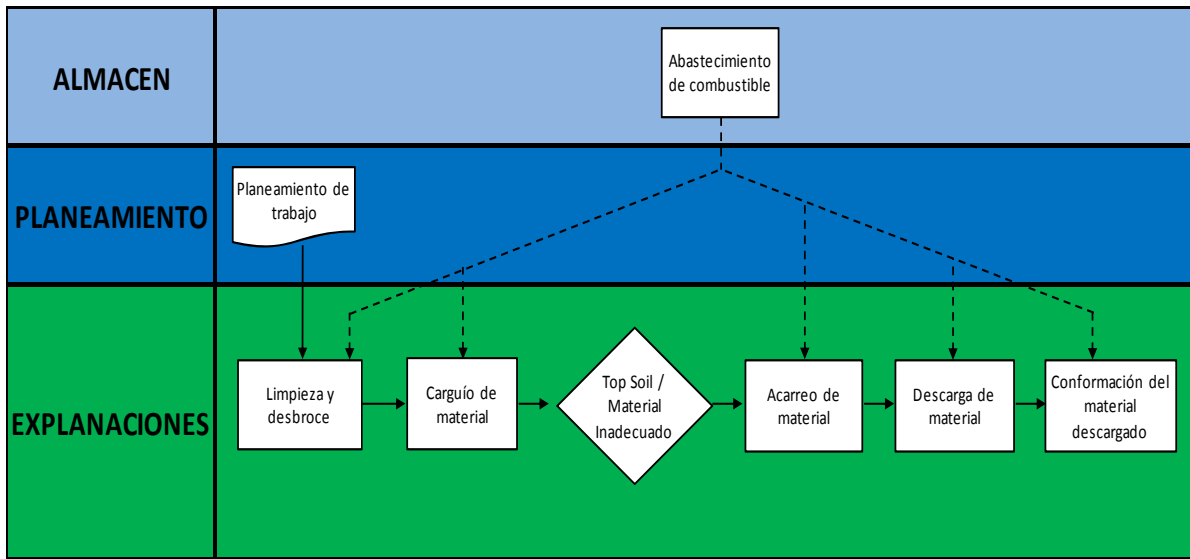 ALMACEN
Abastecimiento
de combustible
PLANEAMIENTO
Planeamiento de
trabajo
EXPLANACIONES
Limpieza y
desbroce
Carguío de
material
Top Soil /
Material
Inadecuado
Acarreo de
material
Descarga de
material
Conformación del
material
descargado